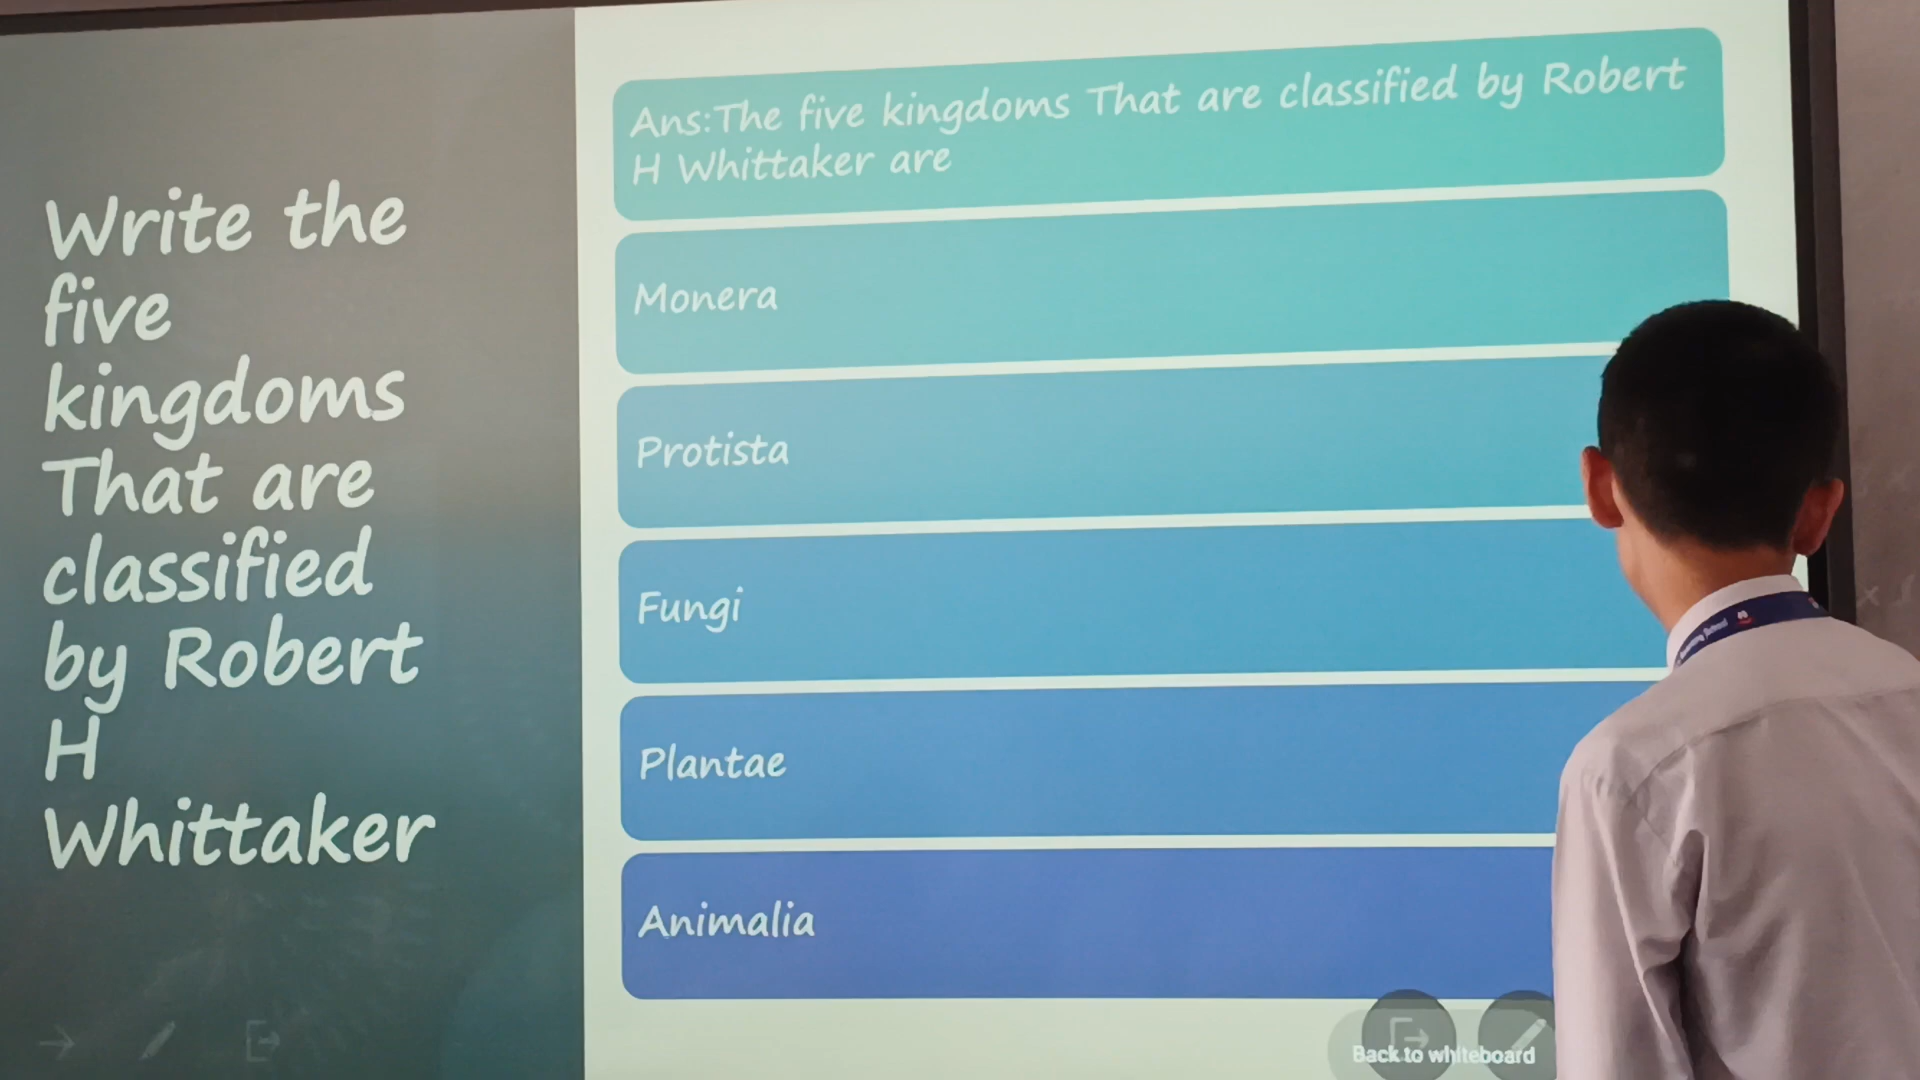 Write the
five
kingdoms
That are
classified
by Robert
H
Whittaker
Ans:The five kingdoms That are classified by Robert
H Whittaker are
Monera
Protista
Fungi
Plantae
Animalia
Back to whiteboard